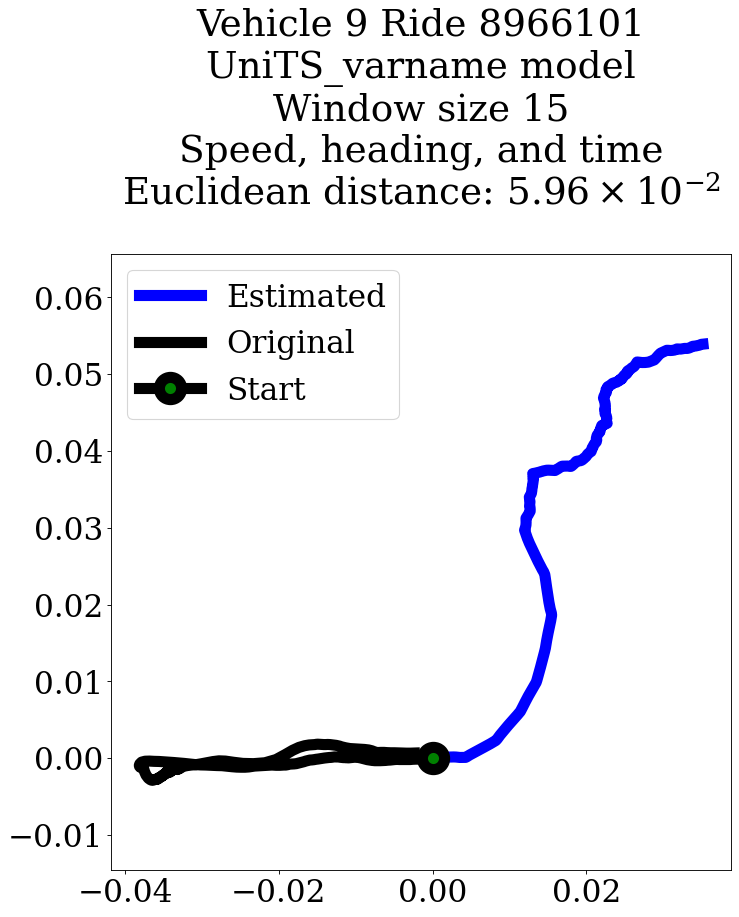 Vehicle 9 Ride 8966101
UniTS_varname model
Window size 15
Speed, heading, and time
Euclidean distance: 5.96 × 10⁻²
Estimated
Original
Start
0.06
0.05
0.04
0.03
0.02
0.01
0.00
−0.01
−0.04 −0.02 0.00 0.02